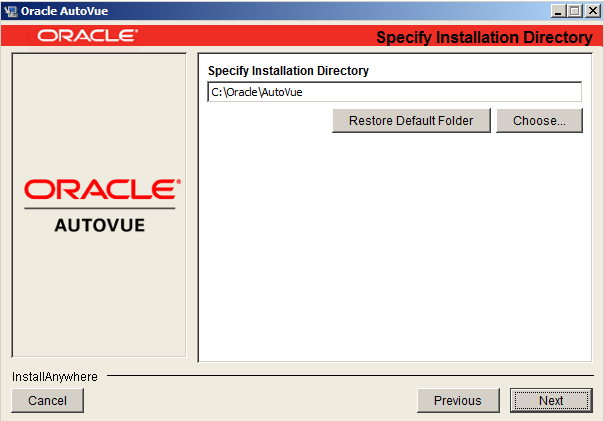 Oracle AutoVue
ORACLE®
Specify Installation Directory
Specify Installation Directory
C:\Oracle\AutoVue
Restore Default Folder
Choose...
ORACLE®
AUTOVUE
InstallAnywhere
Cancel
Previous
Next